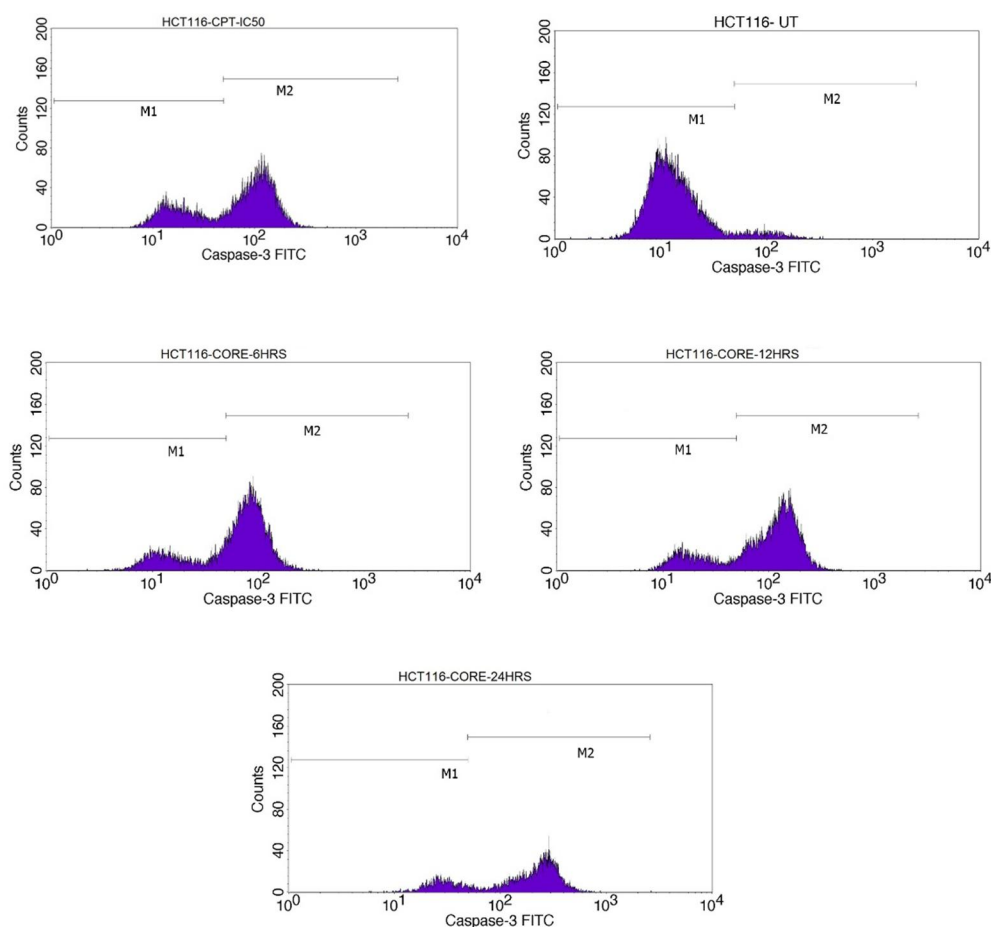 HCT116-CPT-IC50
Counts
200
160
120
80
40
0
M1
M2
10^0 10^1 10^2 10^3 10^4
Caspase-3 FITC
HCT116- UT
Counts
200
160
120
80
40
0
M1
M2
10^0 10^1 10^2 10^3 10^4
Caspase-3 FITC
HCT116-CORE-6HRS
Counts
200
160
120
80
40
0
M1
M2
10^0 10^1 10^2 10^3 10^4
Caspase-3 FITC
HCT116-CORE-12HRS
Counts
200
160
120
80
40
0
M1
M2
10^0 10^1 10^2 10^3 10^4
Caspase-3 FITC
HCT116-CORE-24HRS
Counts
200
160
120
80
40
0
M1
M2
10^0 10^1 10^2 10^3 10^4
Caspase-3 FITC